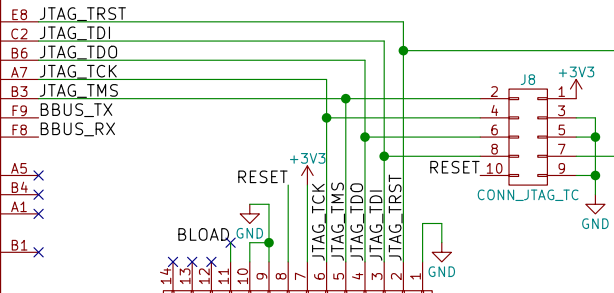 E8 JTAG_TRST
C2 JTAG_TDI
B6 JTAG_TDO
A7 JTAG_TCK
B3 JTAG_TMS
F9 BBUS_TX
F8 BBUS_RX
A5
B4
A1
B1
J8
+3V3
2 1
4 3
6 5
8 7
RESET 10 9
CONN_JTAG_TC
GND
+3V3
RESET
GND
BLOAD
JTAG_TCK
JTAG_TMS
JTAG_TDO
JTAG_TDI
JTAG_TRST
GND
14 13 12 11 10 9 8 7 6 5 4 3 2 1